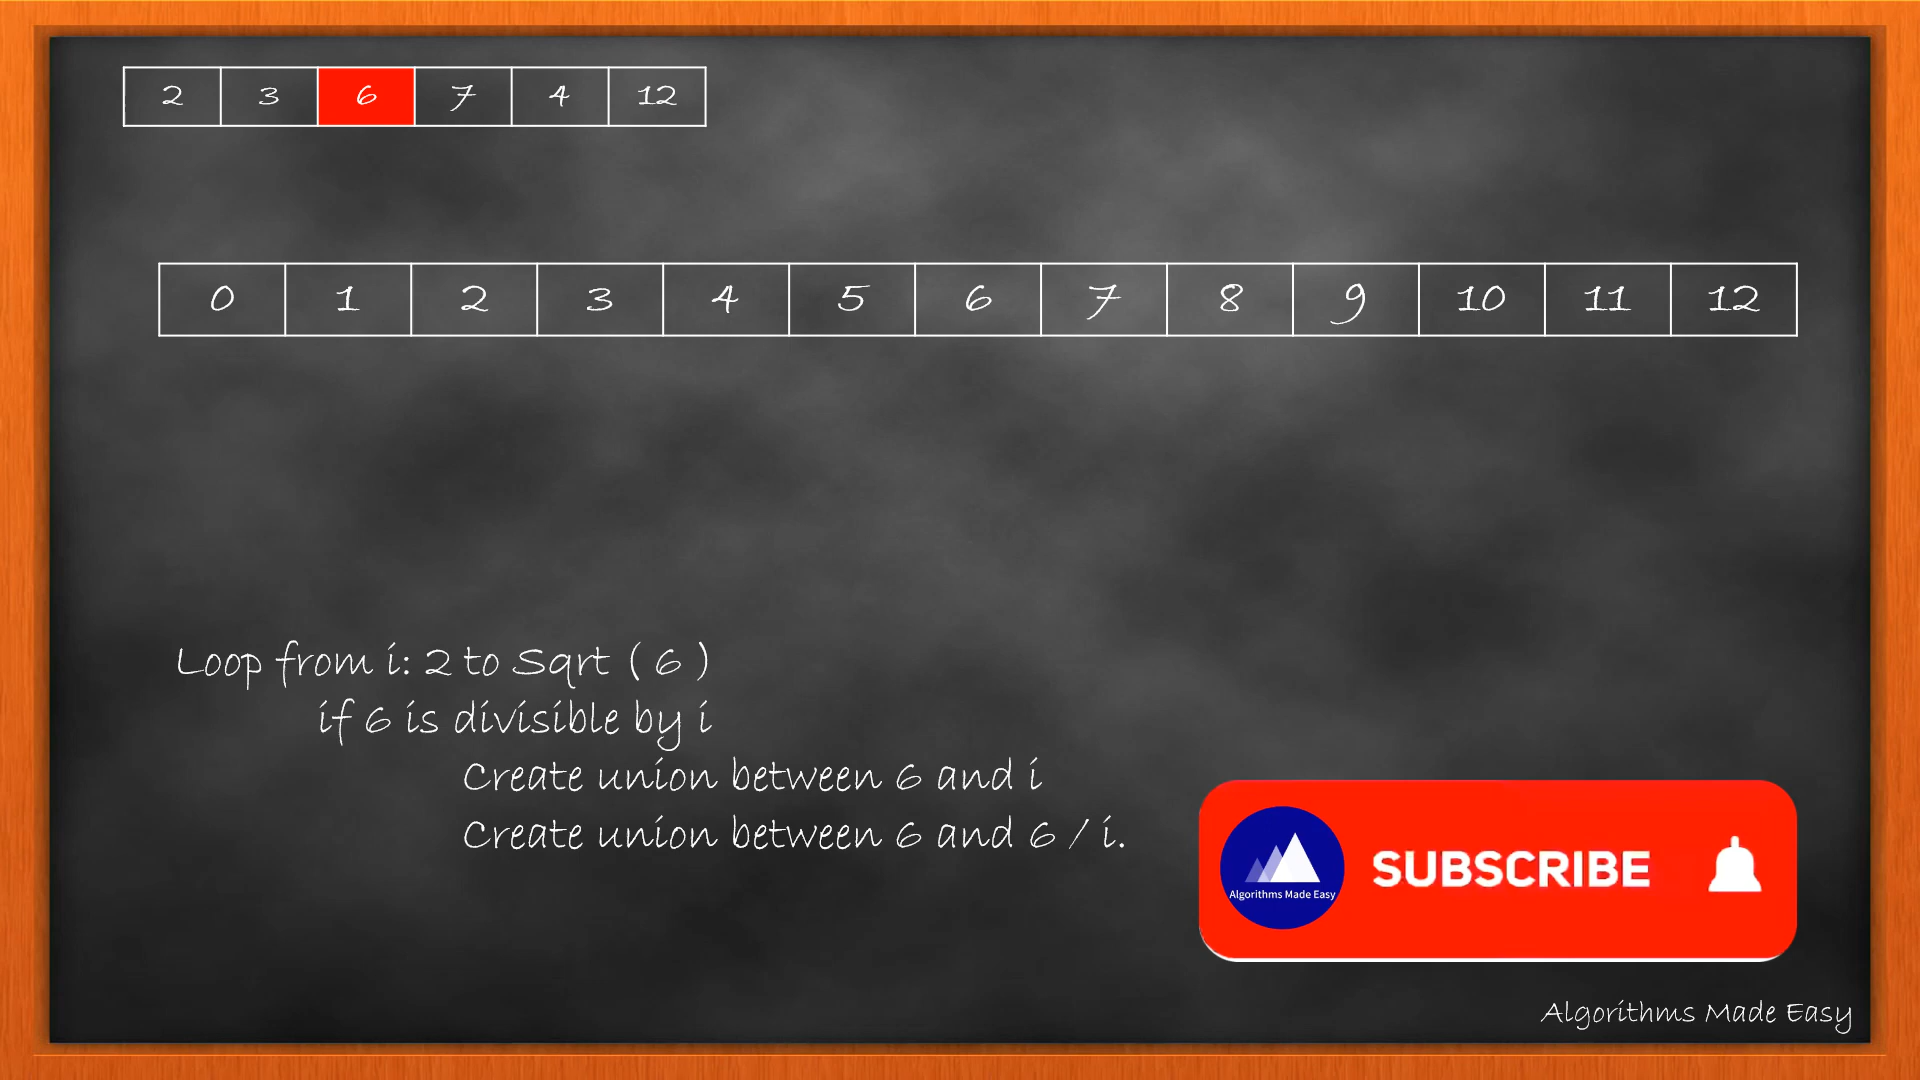 2 3 6 7 4 12
0 1 2 3 4 5 6 7 8 9 10 11 12
Loop from i: 2 to Sqrt ( 6 )
if 6 is divisible by i
Create union between 6 and i
Create union between 6 and 6 / i.
Algorithms Made Easy
SUBSCRIBE
Algorithms Made Easy